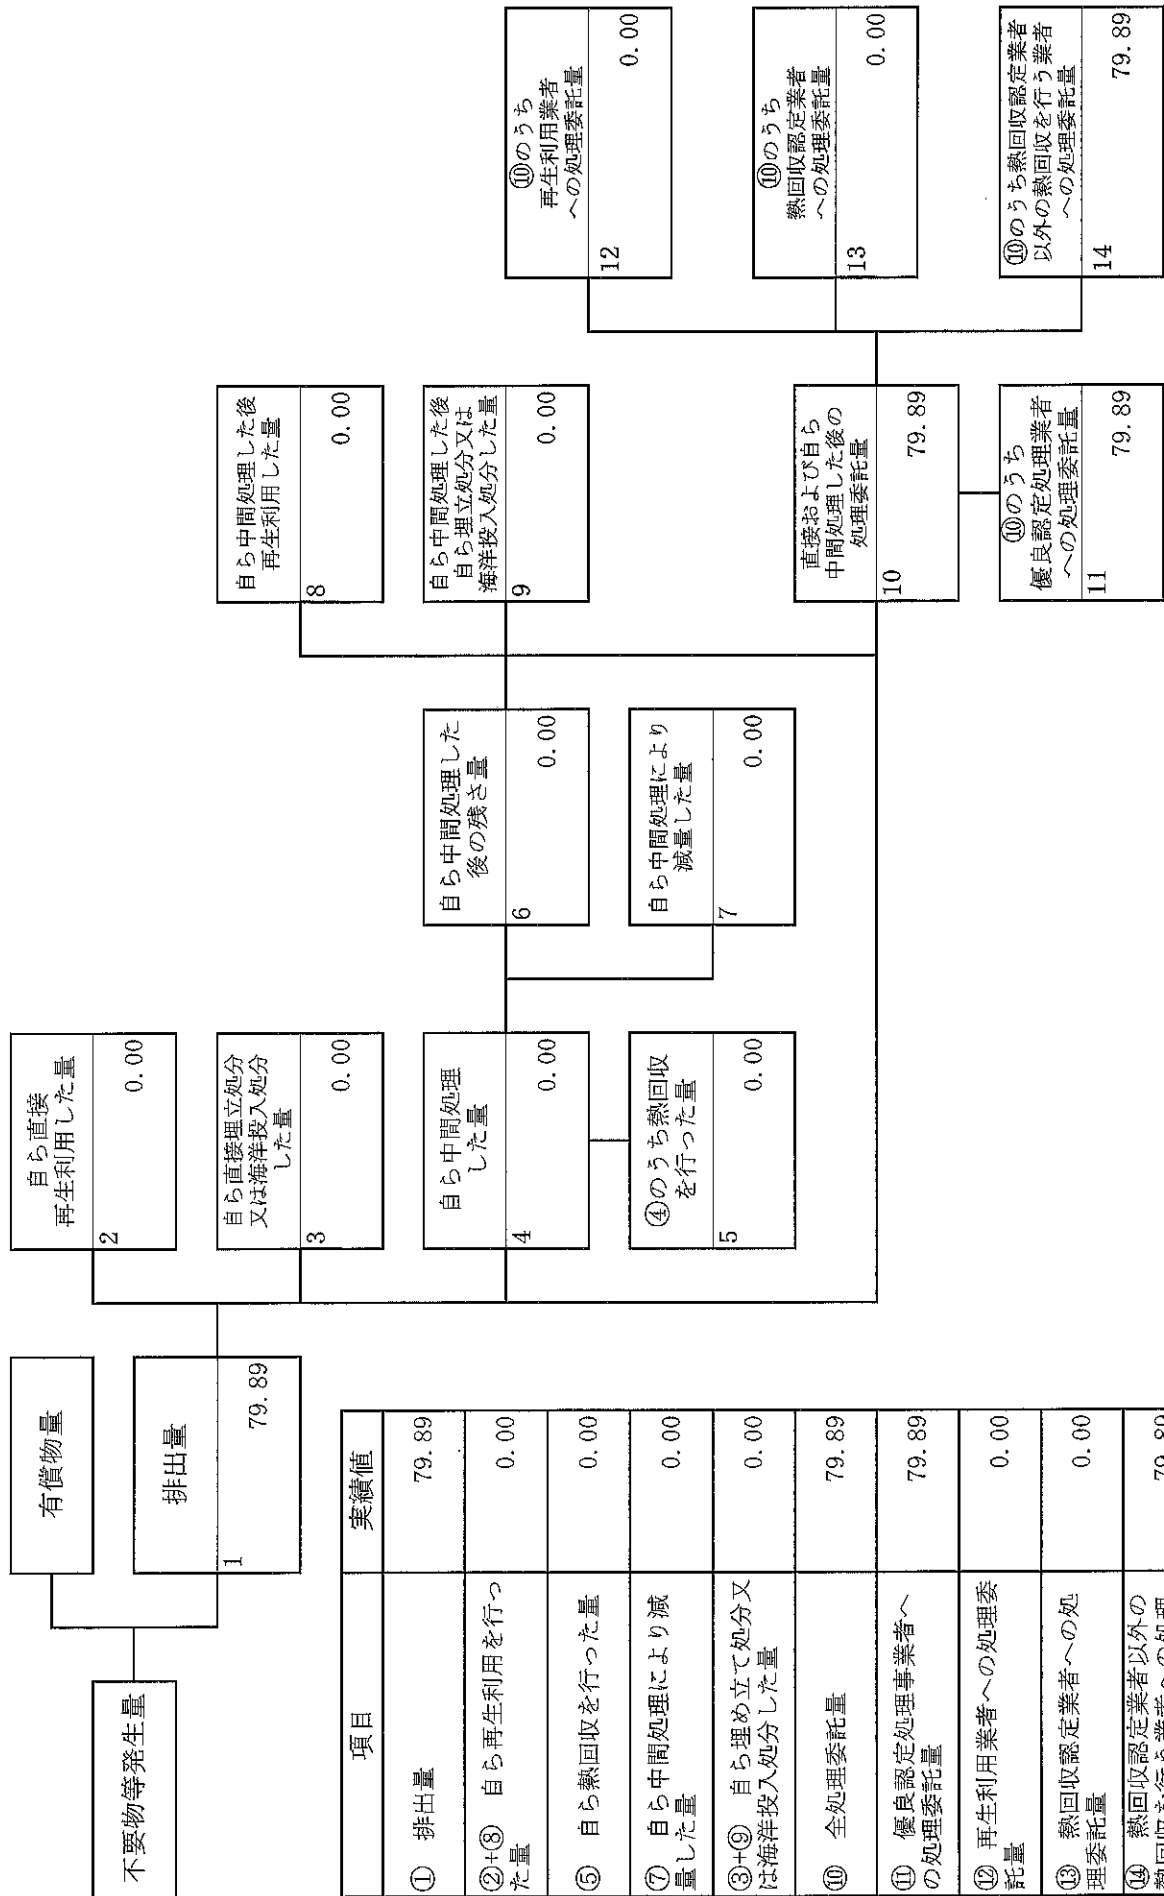 不要物等発生量
有償物量
排出量
1
79.89
自ら直接
再生利用した量
2
0.00
自ら直接埋立処分
又は海洋投入処分
した量
3
0.00
自ら中間処理
した量
4
0.00
④のうち熱回収
を行った量
5
0.00
自ら中間処理した
後の残さ量
6
0.00
自ら中間処理により
減量した量
7
0.00
自ら中間処理した後
再生利用した量
8
0.00
自ら中間処理した後
自ら埋立処分又は
海洋投入処分した量
9
0.00
直接および自ら
中間処理した後の
処理委託量
10
79.89
⑩のうち
優良認定処理業者
への処理委託量
11
79.89
⑩のうち
再生利用業者
への処理委託量
12
0.00
⑩のうち
熱回収認定業者
への処理委託量
13
0.00
⑩のうち熱回収認定業者
以外の熱回収を行う業者
への処理委託量
14
79.89
項目
実績値
① 排出量
79.89
②+⑧ 自ら再生利用を行っ
た量
0.00
⑤ 自ら熱回収を行った量
0.00
⑦ 自ら中間処理により減
量した量
0.00
③+⑨ 自ら埋め立て処分又
は海洋投入処分した量
0.00
⑩ 全処理委託量
79.89
⑪ 優良認定処理事業者へ
の処理委託量
79.89
⑫ 再生利用業者への処理委
託量
0.00
⑬ 熱回収認定業者への処
理委託量
0.00
⑭ 熱回収認定業者以外の
熱回収を行う業者への処理
79.89